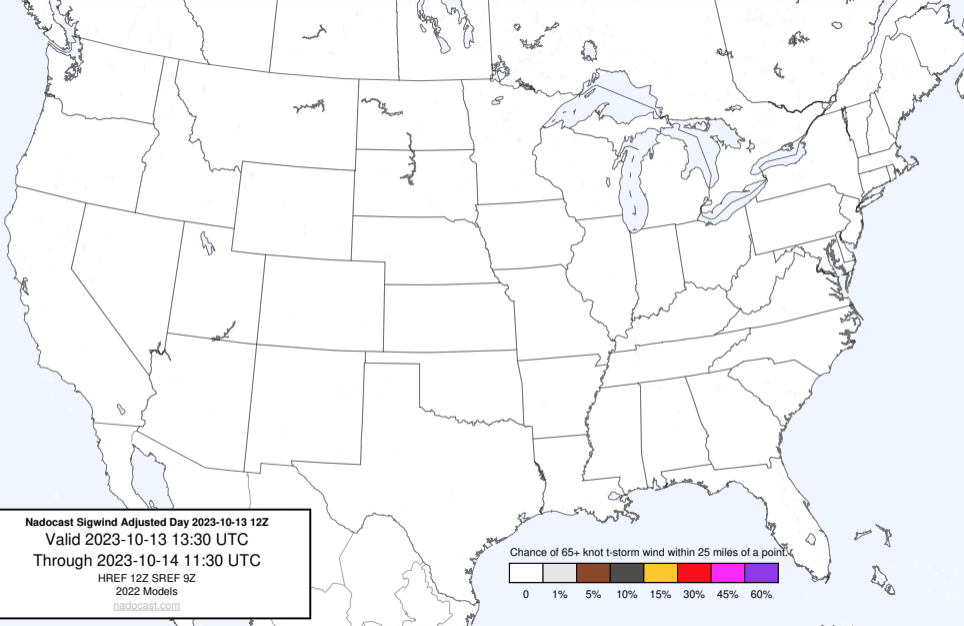 Nadocast Sigwind Adjusted Day 2023-10-13 12Z
Valid 2023-10-13 13:30 UTC
Through 2023-10-14 11:30 UTC
HREF 12Z SREF 9Z
2022 Models
nadocast.com
Chance of 65+ knot t-storm wind within 25 miles of a point.
0 1% 5% 10% 15% 30% 45% 60%